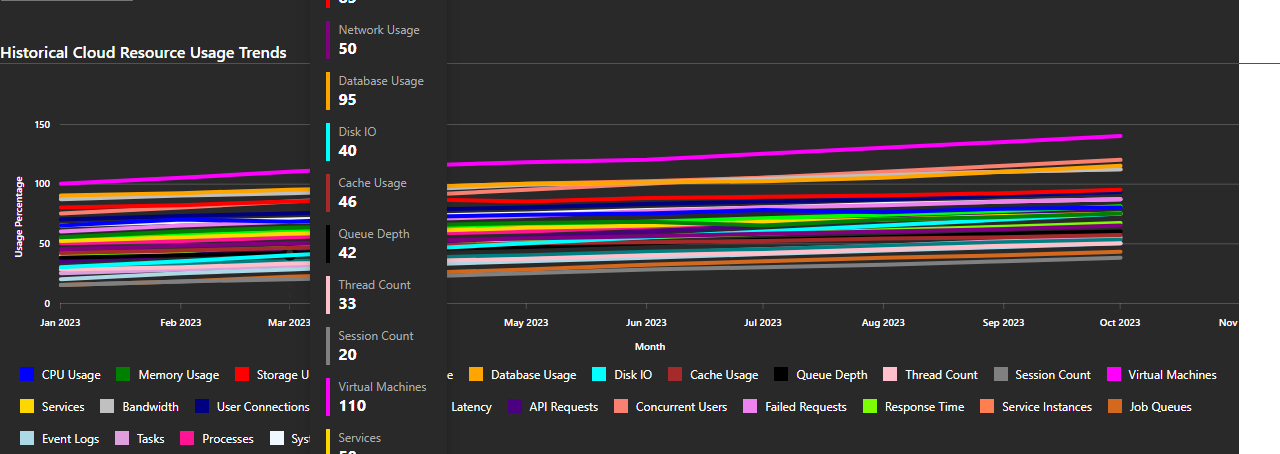 85
Network Usage
50
Historical Cloud Resource Usage Trends
Database Usage
95
Disk IO
40
Cache Usage
46
Queue Depth
42
Thread Count
33
Session Count
20
Virtual Machines
110
Services
Usage Percentage
150
100
50
0
Jan 2023 Feb 2023 Mar 2023 May 2023 Jun 2023 Jul 2023 Aug 2023 Sep 2023 Oct 2023 Nov
Month
CPU Usage Memory Usage Storage U e Database Usage Disk IO Cache Usage Queue Depth Thread Count Session Count Virtual Machines
Services Bandwidth User Connections Latency API Requests Concurrent Users Failed Requests Response Time Service Instances Job Queues
Event Logs Tasks Processes Syst